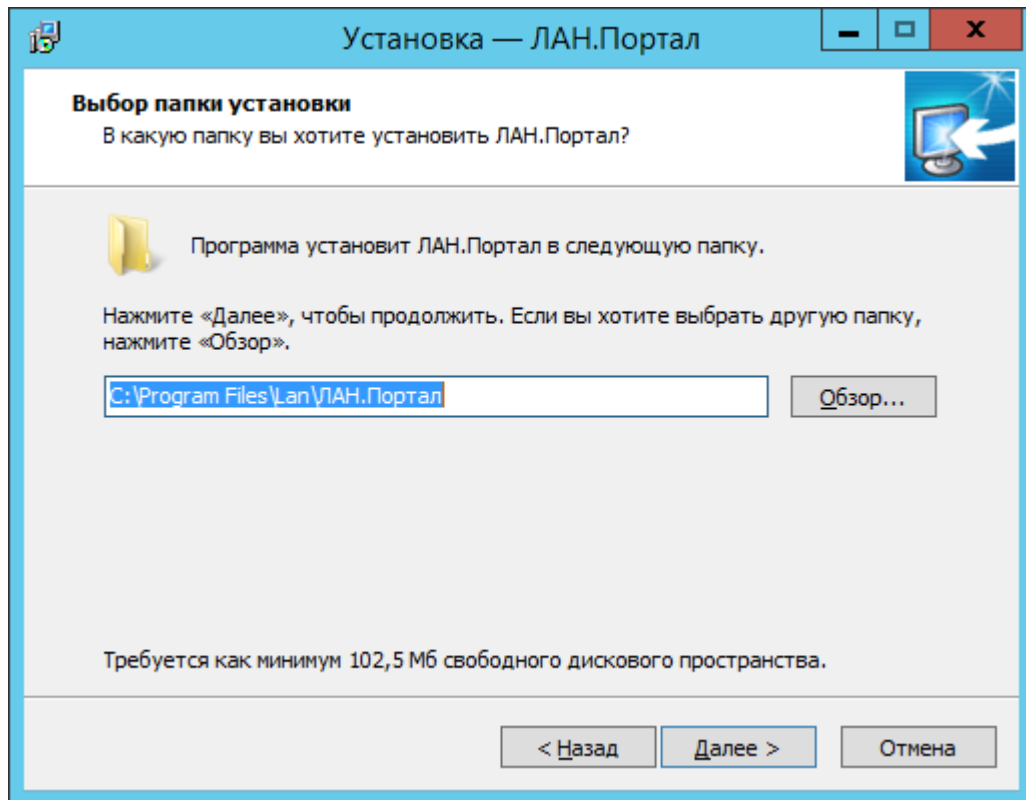 Установка — ЛАН.Портал
Выбор папки установки
В какую папку вы хотите установить ЛАН.Портал?
Программа установит ЛАН.Портал в следующую папку.
Нажмите «Далее», чтобы продолжить. Если вы хотите выбрать другую папку,
нажмите «Обзор».
C:\Program Files\Lan\ЛАН.Портал
Обзор...
Требуется как минимум 102,5 Мб свободного дискового пространства.
< Назад
Далее >
Отмена